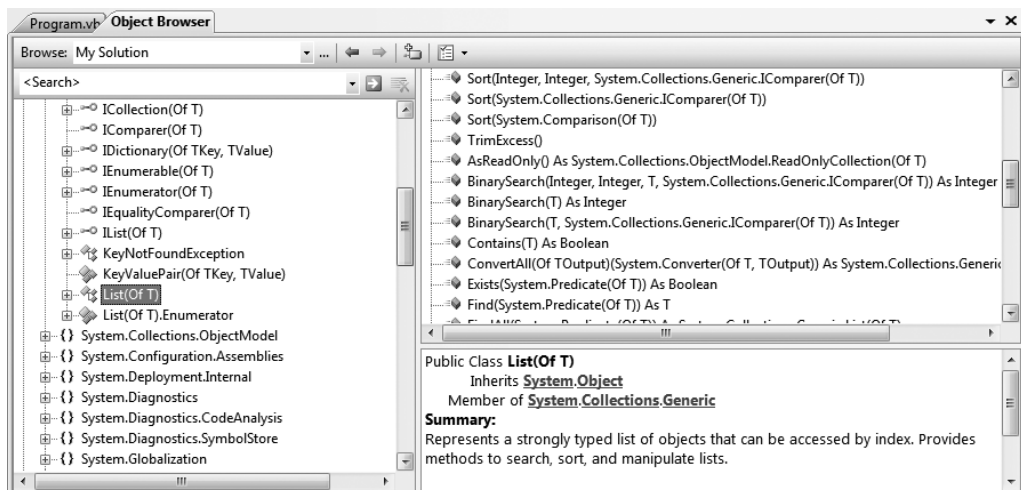 Program.vb Object Browser
Browse: My Solution ...
<Search>
ICollection(Of T)
IComparer(Of T)
IDictionary(Of TKey, TValue)
IEnumerable(Of T)
IEnumerator(Of T)
IEqualityComparer(Of T)
IList(Of T)
KeyNotFoundException
KeyValuePair(Of TKey, TValue)
List(Of T)
List(Of T).Enumerator
{} System.Collections.ObjectModel
{} System.Configuration.Assemblies
{} System.Deployment.Internal
{} System.Diagnostics
{} System.Diagnostics.CodeAnalysis
{} System.Diagnostics.SymbolStore
{} System.Globalization
Sort(Integer, Integer, System.Collections.Generic.IComparer(Of T))
Sort(System.Collections.Generic.IComparer(Of T))
Sort(System.Comparison(Of T))
TrimExcess()
AsReadOnly() As System.Collections.ObjectModel.ReadOnlyCollection(Of T)
BinarySearch(Integer, Integer, T, System.Collections.Generic.IComparer(Of T)) As Integer
BinarySearch(T) As Integer
BinarySearch(T, System.Collections.Generic.IComparer(Of T)) As Integer
Contains(T) As Boolean
ConvertAll(Of TOutput)(System.Converter(Of T, TOutput)) As System.Collections.Generic
Exists(System.Predicate(Of T)) As Boolean
Find(System.Predicate(Of T)) As T
Public Class List(Of T)
Inherits System.Object
Member of System.Collections.Generic
Summary:
Represents a strongly typed list of objects that can be accessed by index. Provides
methods to search, sort, and manipulate lists.